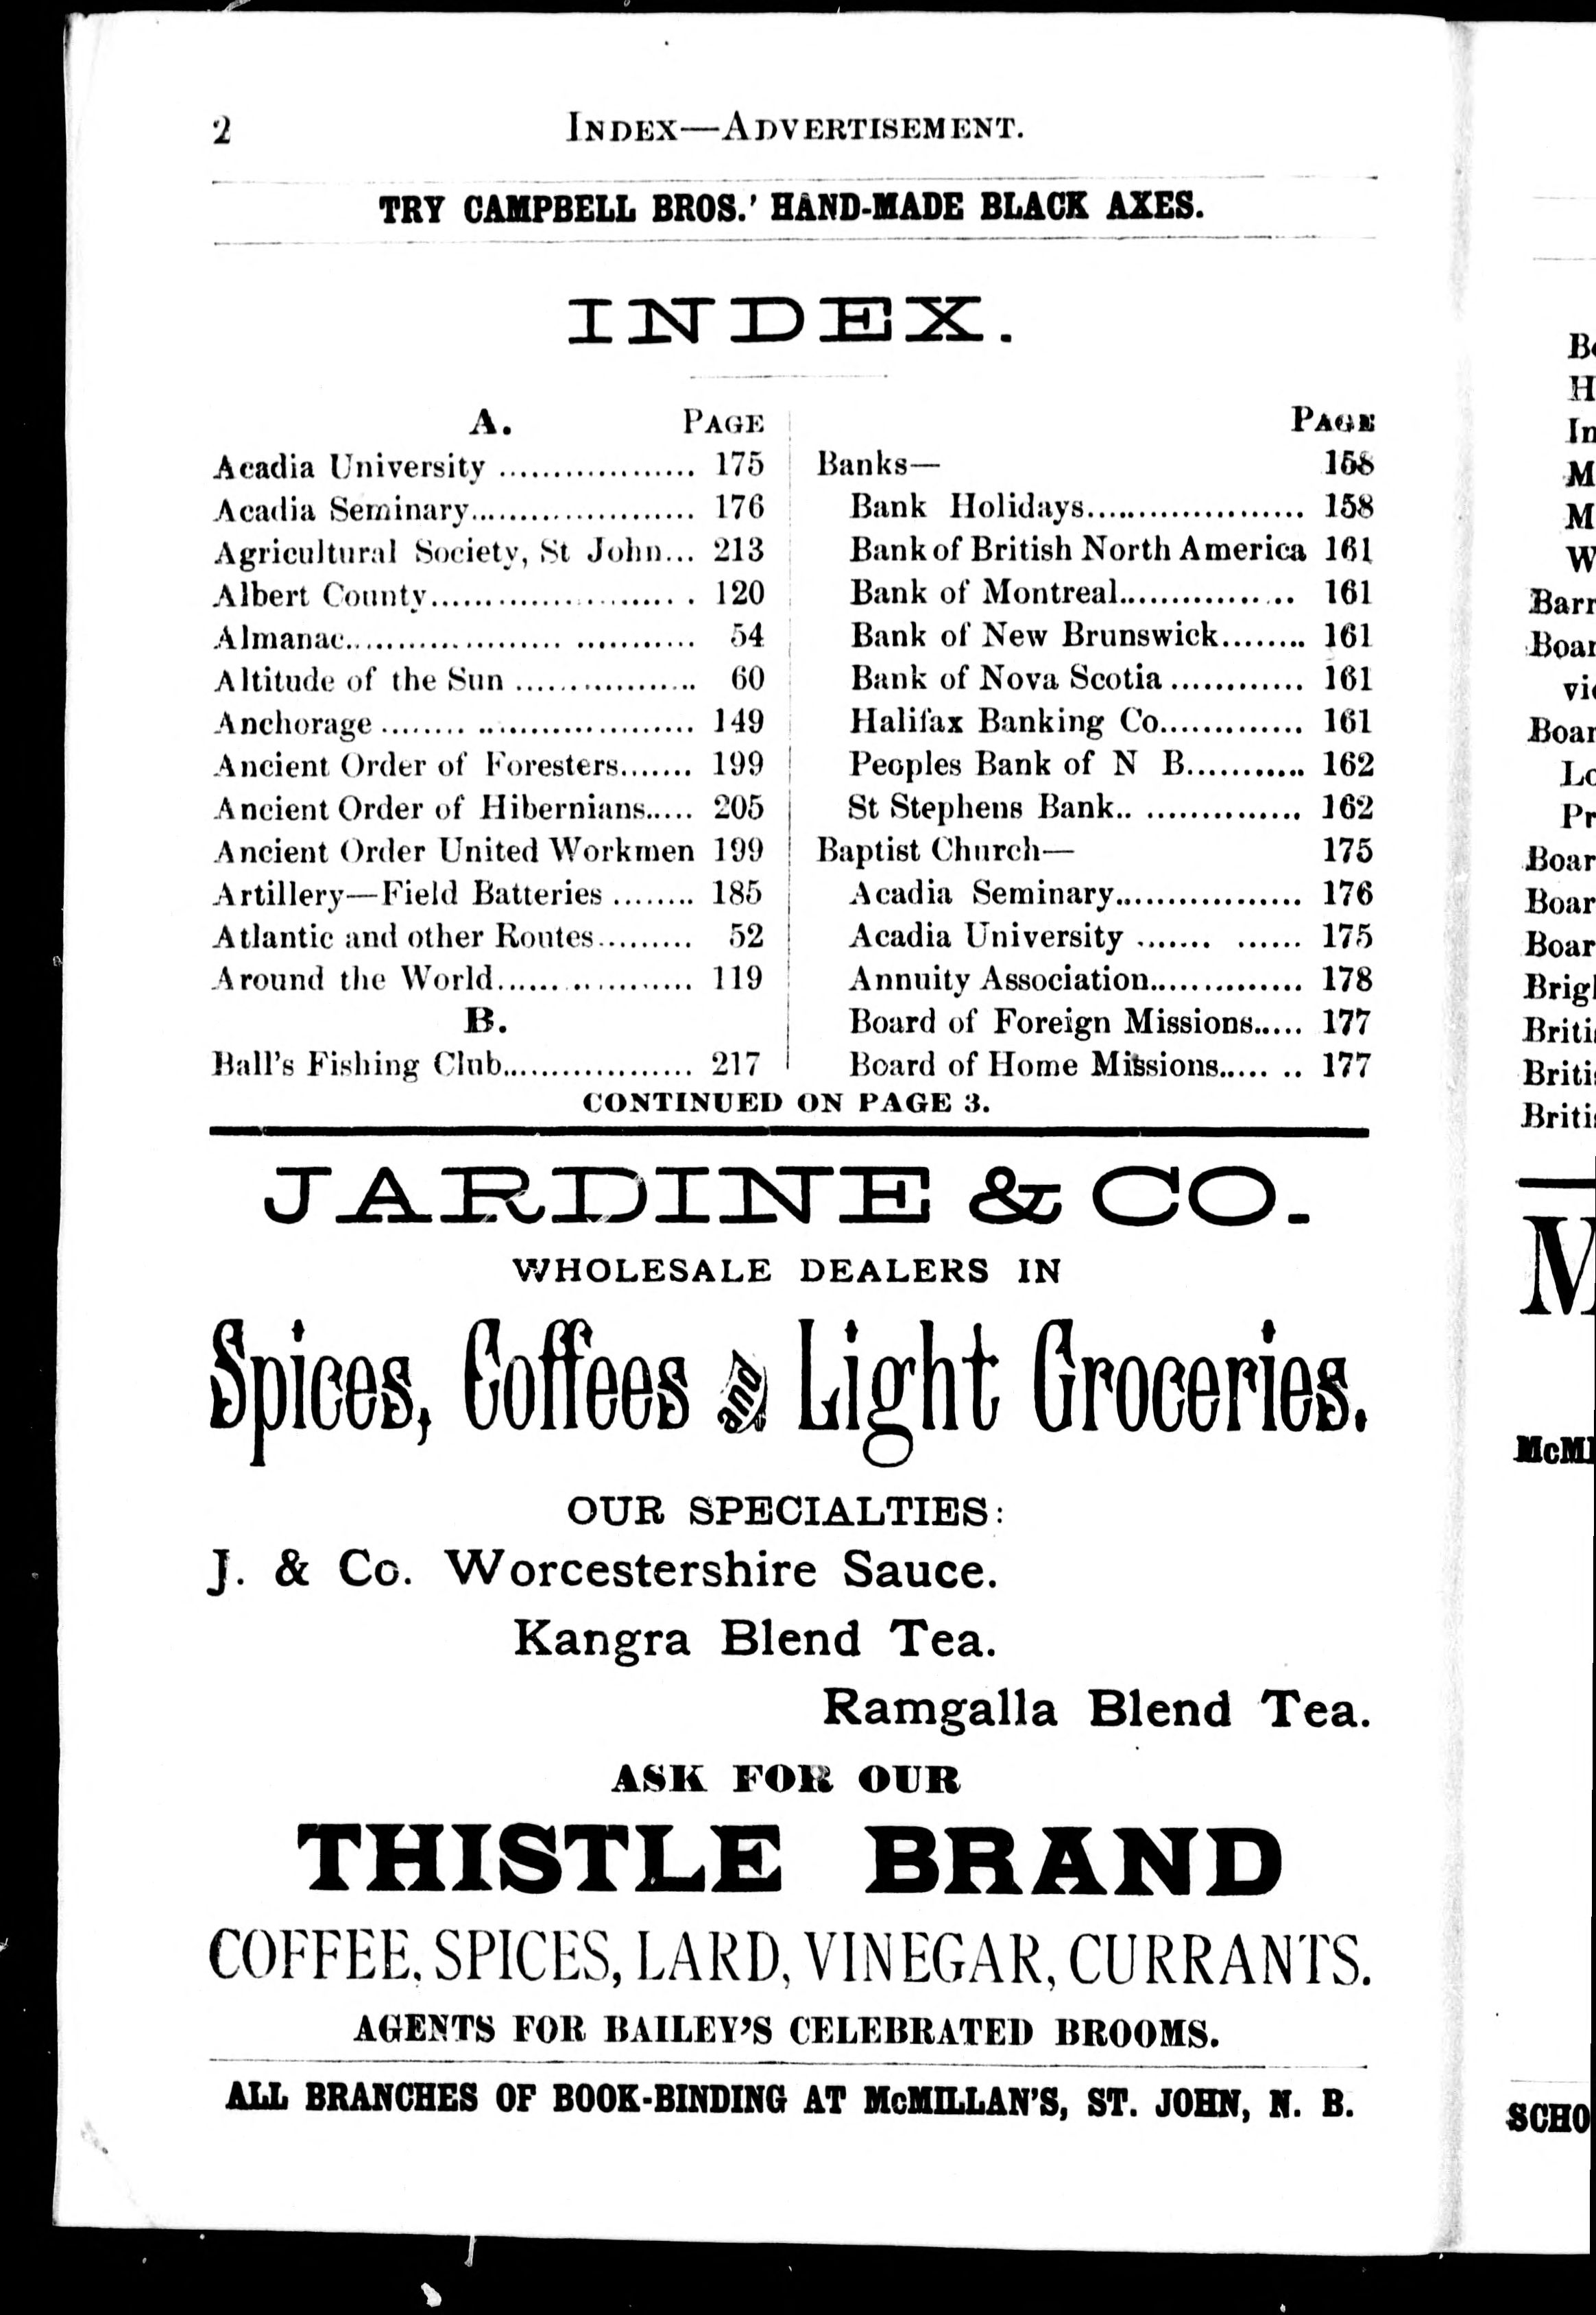 2 INDEX—ADVERTISEMENT.
TRY CAMPBELL BROS.' HAND-MADE BLACK AXES.
INDEX.
A. PAGE
Acadia University .................. 175
Acadia Seminary..................... 176
Agricultural Society, St John... 213
Albert County......................... 120
Almanac................................ 54
Altitude of the Sun ................. 60
Anchorage ............................. 149
Ancient Order of Foresters....... 199
Ancient Order of Hibernians..... 205
Ancient Order United Workmen 199
Artillery—Field Batteries ........ 185
Atlantic and other Routes......... 52
Around the World................... 119
B.
Ball's Fishing Club.................. 217
PAGE
Banks— 158
Bank Holidays.................... 158
Bank of British North America 161
Bank of Montreal................ 161
Bank of New Brunswick........ 161
Bank of Nova Scotia ............ 161
Halifax Banking Co............. 161
Peoples Bank of N B........... 162
St Stephens Bank.. .............. 162
Baptist Church— 175
Acadia Seminary................. 176
Acadia University ....... ...... 175
Annuity Association.............. 178
Board of Foreign Missions..... 177
Board of Home Missions...... .. 177
CONTINUED ON PAGE 3.
JARDINE & CO.
WHOLESALE DEALERS IN
Spices, Coffees and Light Groceries.
OUR SPECIALTIES:
J. & Co. Worcestershire Sauce.
Kangra Blend Tea.
Ramgalla Blend Tea.
ASK FOR OUR
THISTLE BRAND
COFFEE, SPICES, LARD, VINEGAR, CURRANTS.
AGENTS FOR BAILEY'S CELEBRATED BROOMS.
ALL BRANCHES OF BOOK-BINDING AT McMILLAN'S, ST. JOHN, N. B.